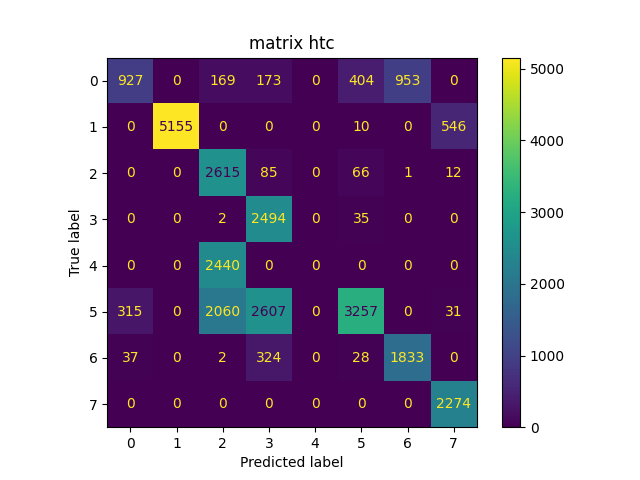 matrix htc
0 927 0 169 173 0 404 953 0
1 0 5155 0 0 0 10 0 546
2 0 0 2615 85 0 66 1 12
3 0 0 2 2494 0 35 0 0
4 0 0 2440 0 0 0 0 0
5 315 0 2060 2607 0 3257 0 31
6 37 0 2 324 0 28 1833 0
7 0 0 0 0 0 0 0 2274
0 1 2 3 4 5 6 7
Predicted label
True label
5000
4000
3000
2000
1000
0